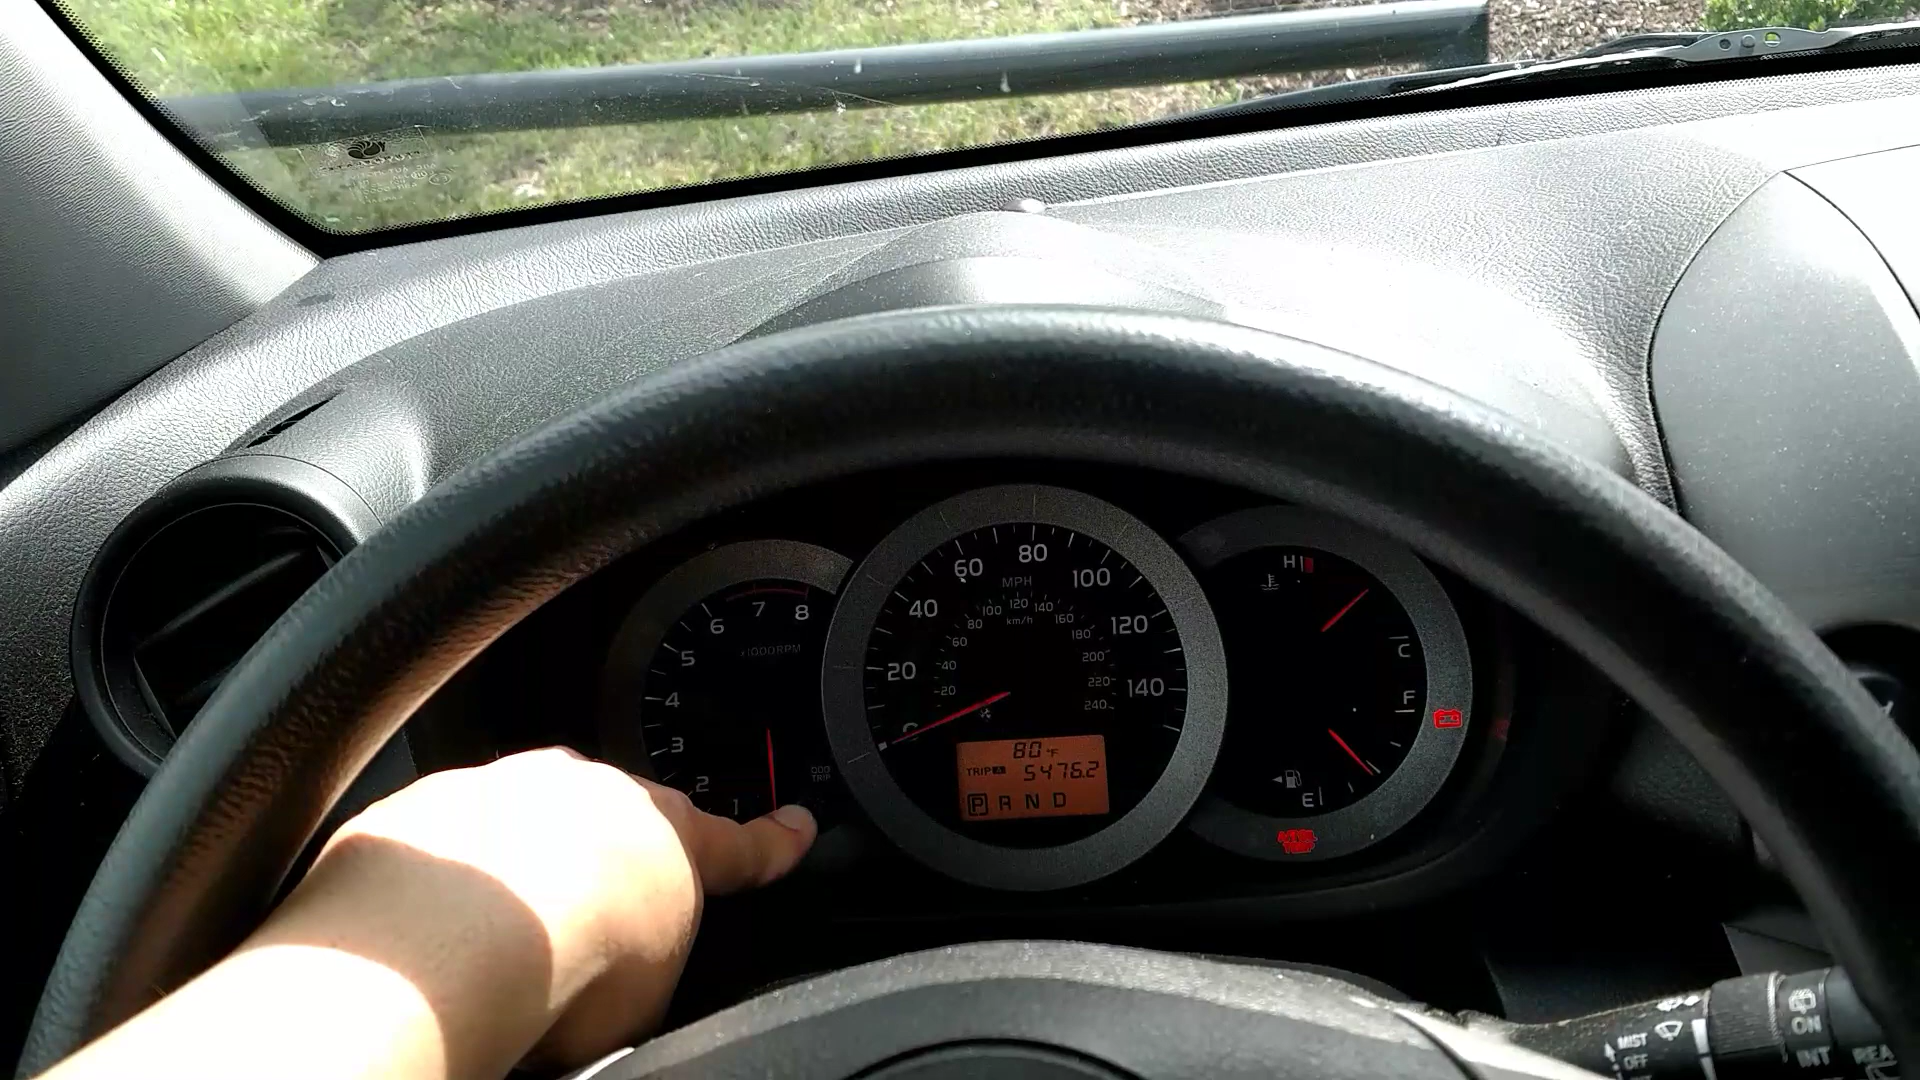 8
7
6
5
4
3
2
1
x1000RPM
ODO
TRIP
80
60
100
MPH
40
120
20
140
120
100
140
80
160
km/h
60
180
40
200
20
220
240
80°F
TRIP A 5476.2
P R N D
H
C
F
E
MIST
OFF
ON
INT
REA